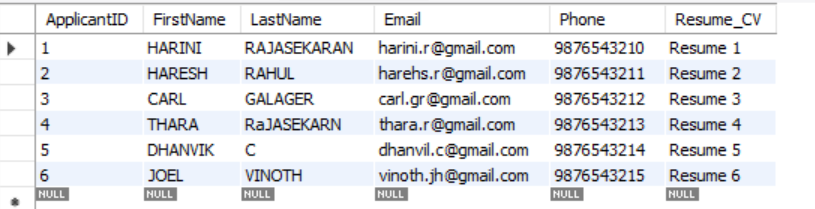 ApplicantID FirstName LastName Email Phone Resume_CV
1 HARINI RAJASEKARAN harini.r@gmail.com 9876543210 Resume 1
2 HARESH RAHUL harehs.r@gmail.com 9876543211 Resume 2
3 CARL GALAGER carl.gr@gmail.com 9876543212 Resume 3
4 THARA RaJASEKARN thara.r@gmail.com 9876543213 Resume 4
5 DHANVIK C dhanvil.c@gmail.com 9876543214 Resume 5
6 JOEL VINOTH vinoth.jh@gmail.com 9876543215 Resume 6
NULL NULL NULL NULL NULL NULL